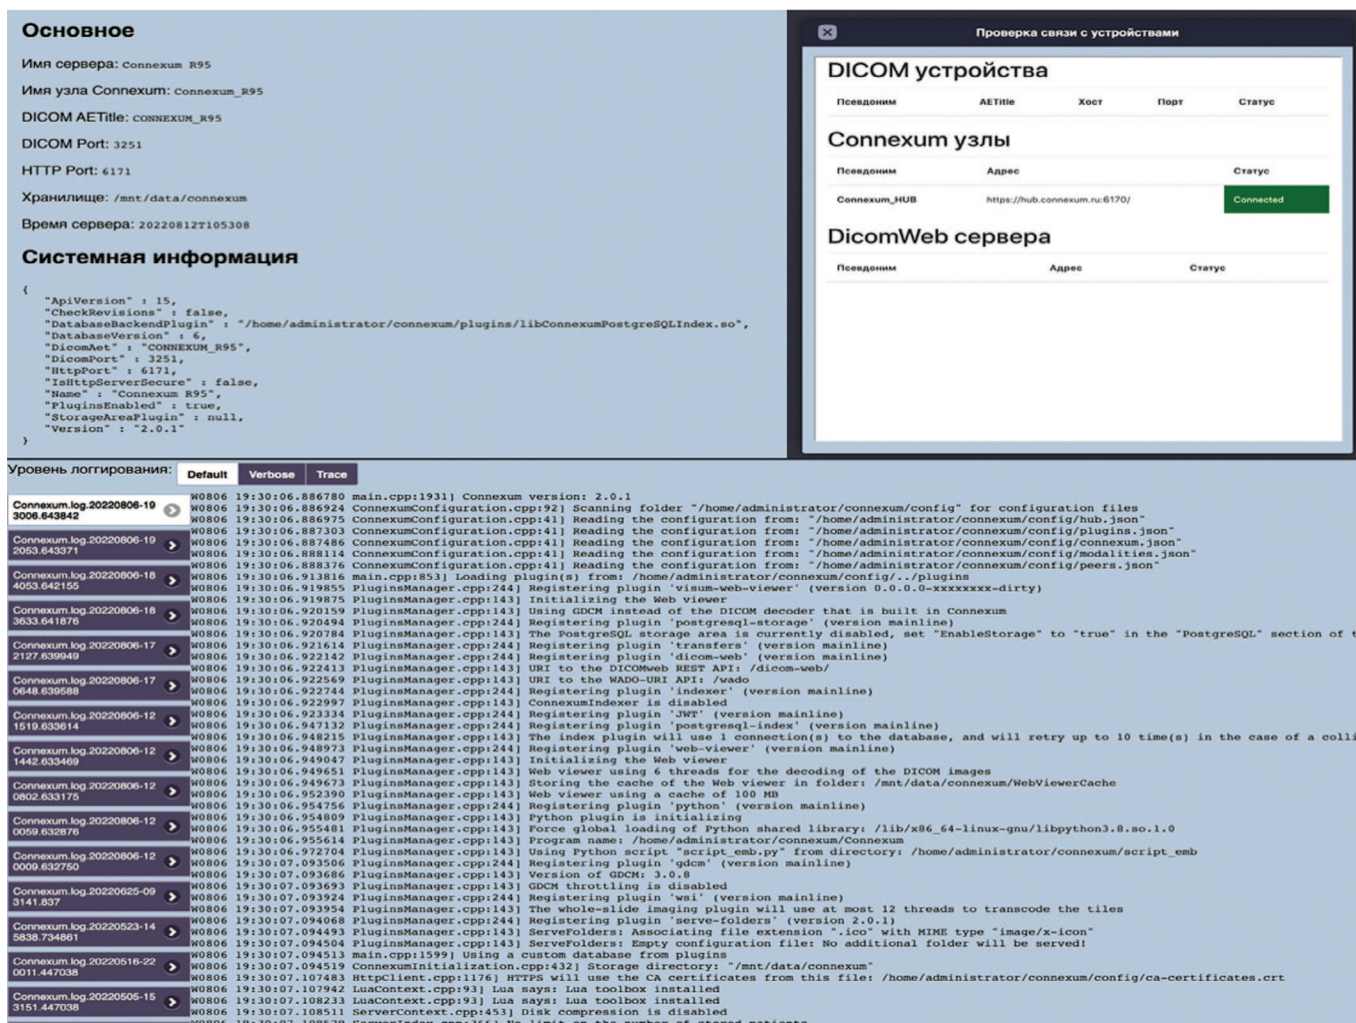 Основное
Имя сервера: Connexum R95
Имя узла Connexum: Connexum_R95
DICOM AETitle: CONNEXUM_R95
DICOM Port: 3251
HTTP Port: 6171
Хранилище: /mnt/data/connexum
Время сервера: 20220812T105308
Системная информация
{
"ApiVersion" : 15,
"CheckRevisions" : false,
"DatabaseBackendPlugin" : "/home/administrator/connexum/plugins/libConnexumPostgreSQLIndex.so",
"DatabaseVersion" : 6,
"DicomAet" : "CONNEXUM_R95",
"DicomPort" : 3251,
"HttpPort" : 6171,
"IsHttpServerSecure" : false,
"Name" : "Connexum R95",
"PluginsEnabled" : true,
"StorageAreaPlugin" : null,
"Version" : "2.0.1"
}
Проверка связи с устройствами
DICOM устройства
Псевдоним AETitle Хост Порт Статус
Connexum узлы
Псевдоним Адрес Статус
Connexum_HUB https://hub.connexum.ru:6170/ Connected
DicomWeb сервера
Псевдоним Адрес Статус
Уровень логгирования: Default Verbose Trace
Connexum.log.20220806-19
3006.643842
Connexum.log.20220806-19
2053.643371
Connexum.log.20220806-18
4053.642155
Connexum.log.20220806-18
3633.641876
Connexum.log.20220806-17
2127.639949
Connexum.log.20220806-17
0648.639588
Connexum.log.20220806-12
1519.633614
Connexum.log.20220806-12
1442.633469
Connexum.log.20220806-12
0802.633175
Connexum.log.20220806-12
0059.632876
Connexum.log.20220806-12
0009.632750
Connexum.log.20220625-09
3141.837
Connexum.log.20220523-14
5838.734861
Connexum.log.20220516-22
0011.447038
Connexum.log.20220505-15
3151.447038
W0806 19:30:06.886780 main.cpp:1931] Connexum version: 2.0.1
W0806 19:30:06.886924 ConnexumConfiguration.cpp:92] Scanning folder "/home/administrator/connexum/config" for configuration files
W0806 19:30:06.886975 ConnexumConfiguration.cpp:41] Reading the configuration from: "/home/administrator/connexum/config/hub.json"
W0806 19:30:06.887303 ConnexumConfiguration.cpp:41] Reading the configuration from: "/home/administrator/connexum/config/plugins.json"
W0806 19:30:06.887486 ConnexumConfiguration.cpp:41] Reading the configuration from: "/home/administrator/connexum/config/connexum.json"
W0806 19:30:06.888114 ConnexumConfiguration.cpp:41] Reading the configuration from: "/home/administrator/connexum/config/modalities.json"
W0806 19:30:06.888376 ConnexumConfiguration.cpp:41] Reading the configuration from: "/home/administrator/connexum/config/peers.json"
W0806 19:30:06.913816 main.cpp:853] Loading plugin(s) from: /home/administrator/connexum/config/../plugins
W0806 19:30:06.919855 PluginsManager.cpp:244] Registering plugin 'visum-web-viewer' (version 0.0.0.0-xxxxxxxx-dirty)
W0806 19:30:06.919875 PluginsManager.cpp:143] Initializing the Web viewer
W0806 19:30:06.920159 PluginsManager.cpp:143] Using GDCM instead of the DICOM decoder that is built in Connexum
W0806 19:30:06.920494 PluginsManager.cpp:244] Registering plugin 'postgresql-storage' (version mainline)
W0806 19:30:06.920784 PluginsManager.cpp:143] The PostgreSQL storage area is currently disabled, set "EnableStorage" to "true" in the "PostgreSQL" section of t
W0806 19:30:06.921614 PluginsManager.cpp:244] Registering plugin 'transfers' (version mainline)
W0806 19:30:06.922142 PluginsManager.cpp:244] Registering plugin 'dicom-web' (version mainline)
W0806 19:30:06.922413 PluginsManager.cpp:143] URI to the DICOMweb REST API: /dicom-web/
W0806 19:30:06.922569 PluginsManager.cpp:143] URI to the WADO-URI API: /wado
W0806 19:30:06.922744 PluginsManager.cpp:244] Registering plugin 'indexer' (version mainline)
W0806 19:30:06.922997 PluginsManager.cpp:143] ConnexumIndexer is disabled
W0806 19:30:06.923334 PluginsManager.cpp:244] Registering plugin 'JWT' (version mainline)
W0806 19:30:06.947132 PluginsManager.cpp:244] Registering plugin 'postgresql-index' (version mainline)
W0806 19:30:06.948215 PluginsManager.cpp:143] The index plugin will use 1 connection(s) to the database, and will retry up to 10 time(s) in the case of a colli
W0806 19:30:06.948973 PluginsManager.cpp:244] Registering plugin 'web-viewer' (version mainline)
W0806 19:30:06.949047 PluginsManager.cpp:143] Initializing the Web viewer
W0806 19:30:06.949651 PluginsManager.cpp:143] Web viewer using 6 threads for the decoding of the DICOM images
W0806 19:30:06.949673 PluginsManager.cpp:143] Storing the cache of the Web viewer in folder: /mnt/data/connexum/WebViewerCache
W0806 19:30:06.952390 PluginsManager.cpp:143] Web viewer using a cache of 100 MB
W0806 19:30:06.954756 PluginsManager.cpp:244] Registering plugin 'python' (version mainline)
W0806 19:30:06.954809 PluginsManager.cpp:143] Python plugin is initializing
W0806 19:30:06.955481 PluginsManager.cpp:143] Force global loading of Python shared library: /lib/x86_64-linux-gnu/libpython3.8.so.1.0
W0806 19:30:06.955614 PluginsManager.cpp:143] Program name: /home/administrator/connexum/Connexum
W0806 19:30:06.972704 PluginsManager.cpp:143] Using Python script "script_emb.py" from directory: /home/administrator/connexum/script_emb
W0806 19:30:07.093506 PluginsManager.cpp:244] Registering plugin 'gdcm' (version mainline)
W0806 19:30:07.093686 PluginsManager.cpp:143] Version of GDCM: 3.0.8
W0806 19:30:07.093693 PluginsManager.cpp:143] GDCM throttling is disabled
W0806 19:30:07.093924 PluginsManager.cpp:244] Registering plugin 'wsi' (version mainline)
W0806 19:30:07.093954 PluginsManager.cpp:143] The whole-slide imaging plugin will use at most 12 threads to transcode the tiles
W0806 19:30:07.094068 PluginsManager.cpp:244] Registering plugin 'serve-folders' (version 2.0.1)
W0806 19:30:07.094493 PluginsManager.cpp:143] ServeFolders: Associating file extension ".ico" with MIME type "image/x-icon"
W0806 19:30:07.094504 PluginsManager.cpp:143] ServeFolders: Empty configuration file: No additional folder will be served!
W0806 19:30:07.094513 main.cpp:1599] Using a custom database from plugins
W0806 19:30:07.094519 ConnexumInitialization.cpp:432] Storage directory: "/mnt/data/connexum"
W0806 19:30:07.107483 HttpClient.cpp:1176] HTTPS will use the CA certificates from this file: /home/administrator/connexum/config/ca-certificates.crt
W0806 19:30:07.107942 LuaContext.cpp:93] Lua says: Lua toolbox installed
W0806 19:30:07.108233 LuaContext.cpp:93] Lua says: Lua toolbox installed
W0806 19:30:07.108511 ServerContext.cpp:453] Disk compression is disabled